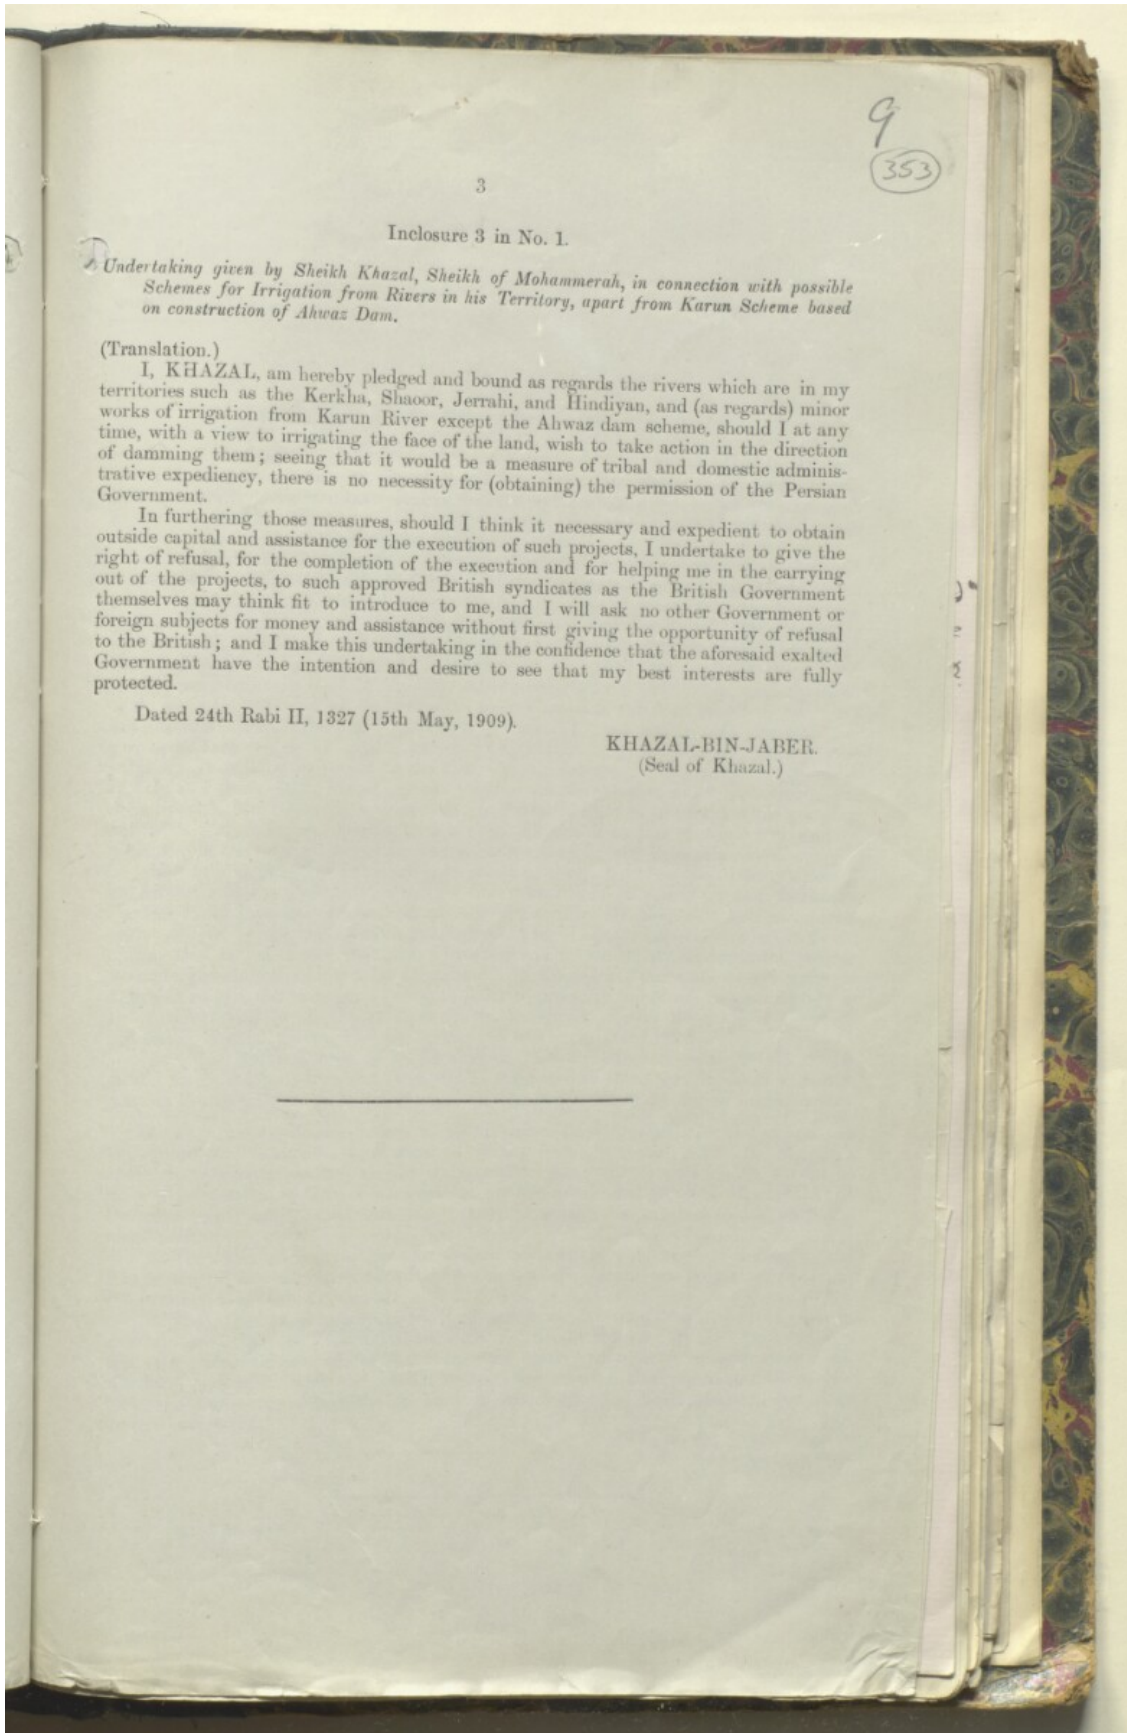 9
353
3
Inclosure 3 in No. 1.
Undertaking given by Sheikh Khazal, Sheikh of Mohammerah, in connection with possible
Schemes for Irrigation from Rivers in his Territory, apart from Karun Scheme based
on construction of Ahwaz Dam.
(Translation.)
I, KHAZAL, am hereby pledged and bound as regards the rivers which are in my
territories such as the Kerkha, Shaoor, Jerrahi, and Hindiyan, and (as regards) minor
works of irrigation from Karun River except the Ahwaz dam scheme, should I at any
time, with a view to irrigating the face of the land, wish to take action in the direction
of damming them; seeing that it would be a measure of tribal and domestic adminis-
trative expediency, there is no necessity for (obtaining) the permission of the Persian
Government.
In furthering those measures, should I think it necessary and expedient to obtain
outside capital and assistance for the execution of such projects, I undertake to give the
right of refusal, for the completion of the execution and for helping me in the carrying
out of the projects, to such approved British syndicates as the British Government
themselves may think fit to introduce to me, and I will ask no other Government or
foreign subjects for money and assistance without first giving the opportunity of refusal
to the British; and I make this undertaking in the confidence that the aforesaid exalted
Government have the intention and desire to see that my best interests are fully
protected.
Dated 24th Rabi II, 1327 (15th May, 1909).
KHAZAL-BIN-JABER.
(Seal of Khazal.)